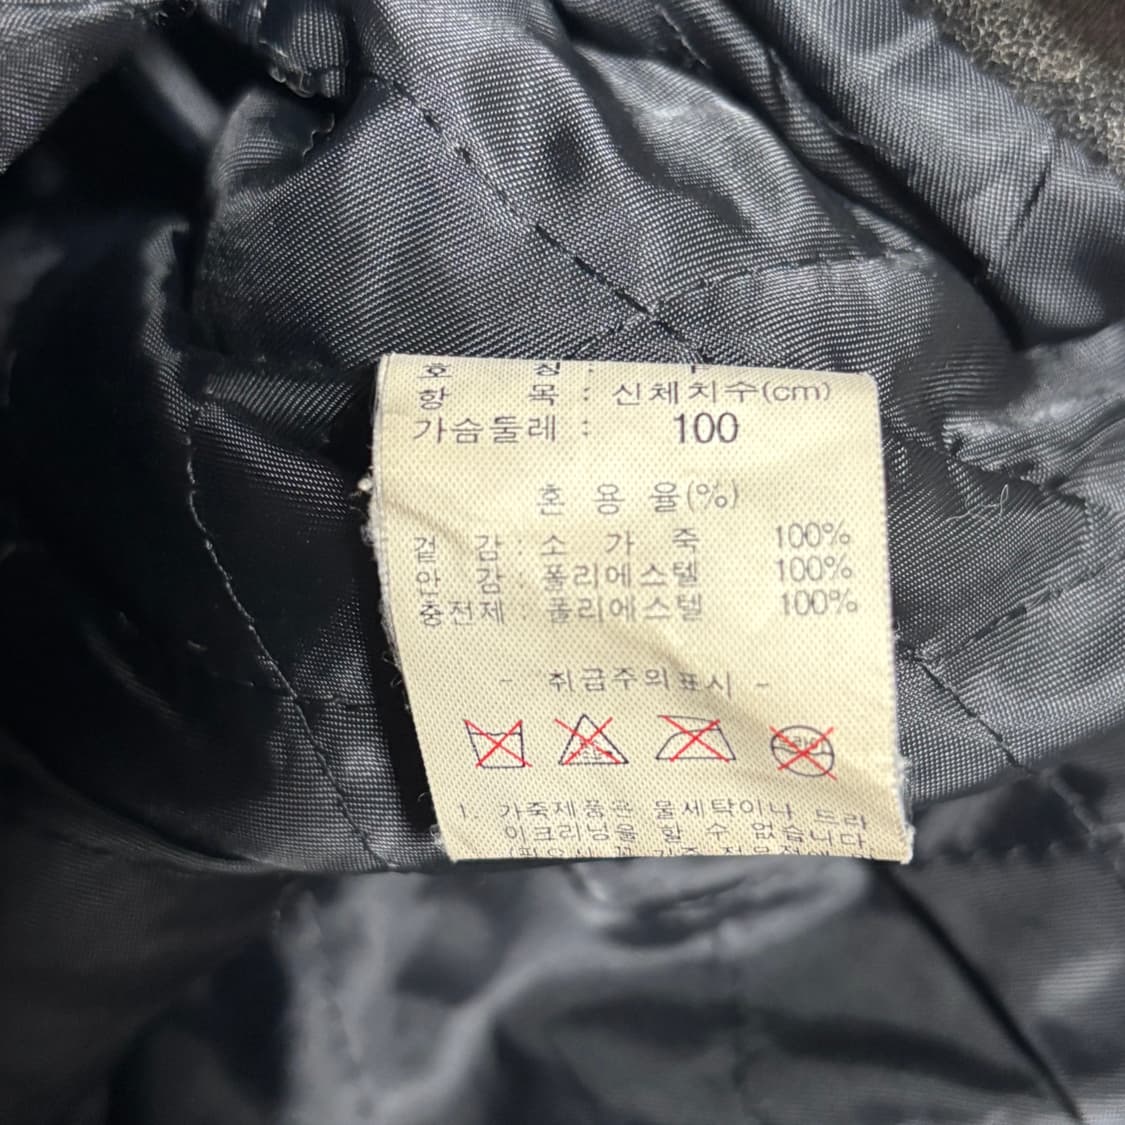 호 칭 :
항 목 : 신체치수(cm)
가슴둘레 : 100
혼 용 율(%)
겉 감 : 소 가 죽 100%
안 감 : 폴리에스텔 100%
충전제 : 폴리에스텔 100%
- 취급주의표시 -
1. 가죽제품은 물세탁이나 드라
이크리닝을 할 수 없습니다